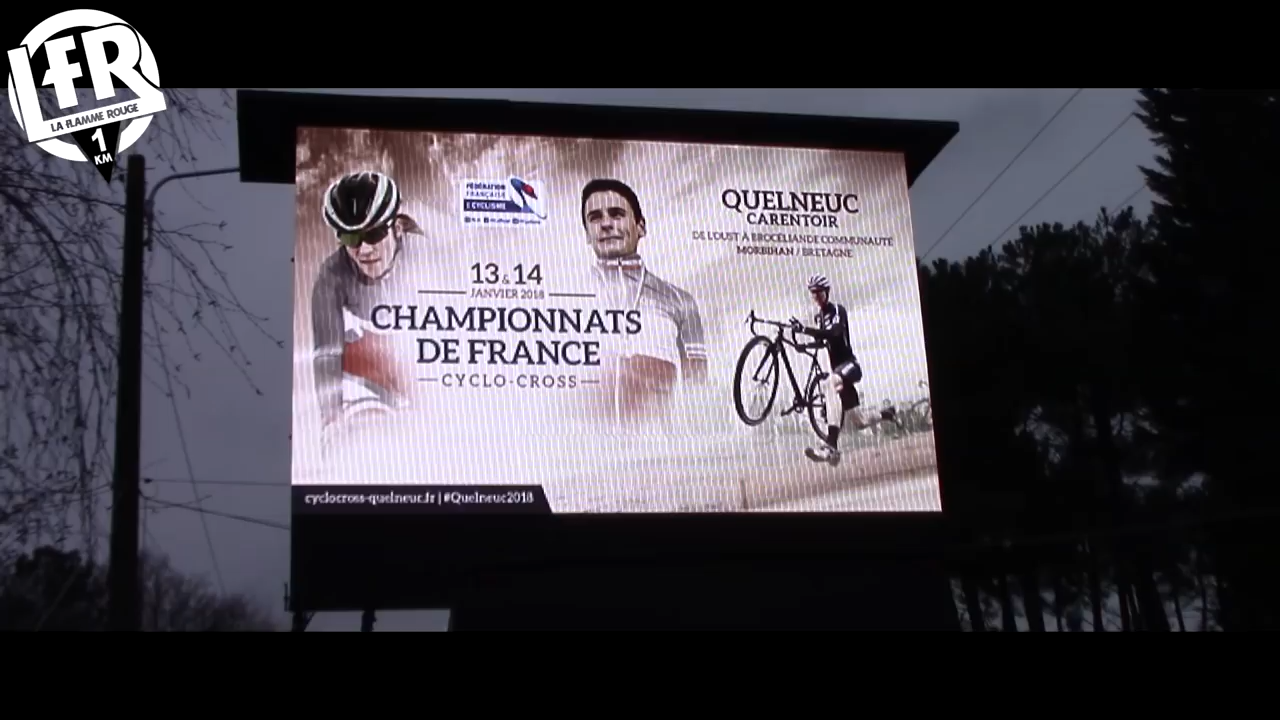 LFR
LA FLAMME ROUGE
1
KM
FÉDÉRATION
FRANÇAISE
DE CYCLISME
13 & 14
JANVIER 2018
CHAMPIONNATS
DE FRANCE
CYCLO-CROSS
QUELNEUC
CARENTOIR
DE L'OUST À BROCÉLIANDE COMMUNAUTÉ
MORBIHAN / BRETAGNE
cyclocross-quelneuc.fr | #Quelneuc2018